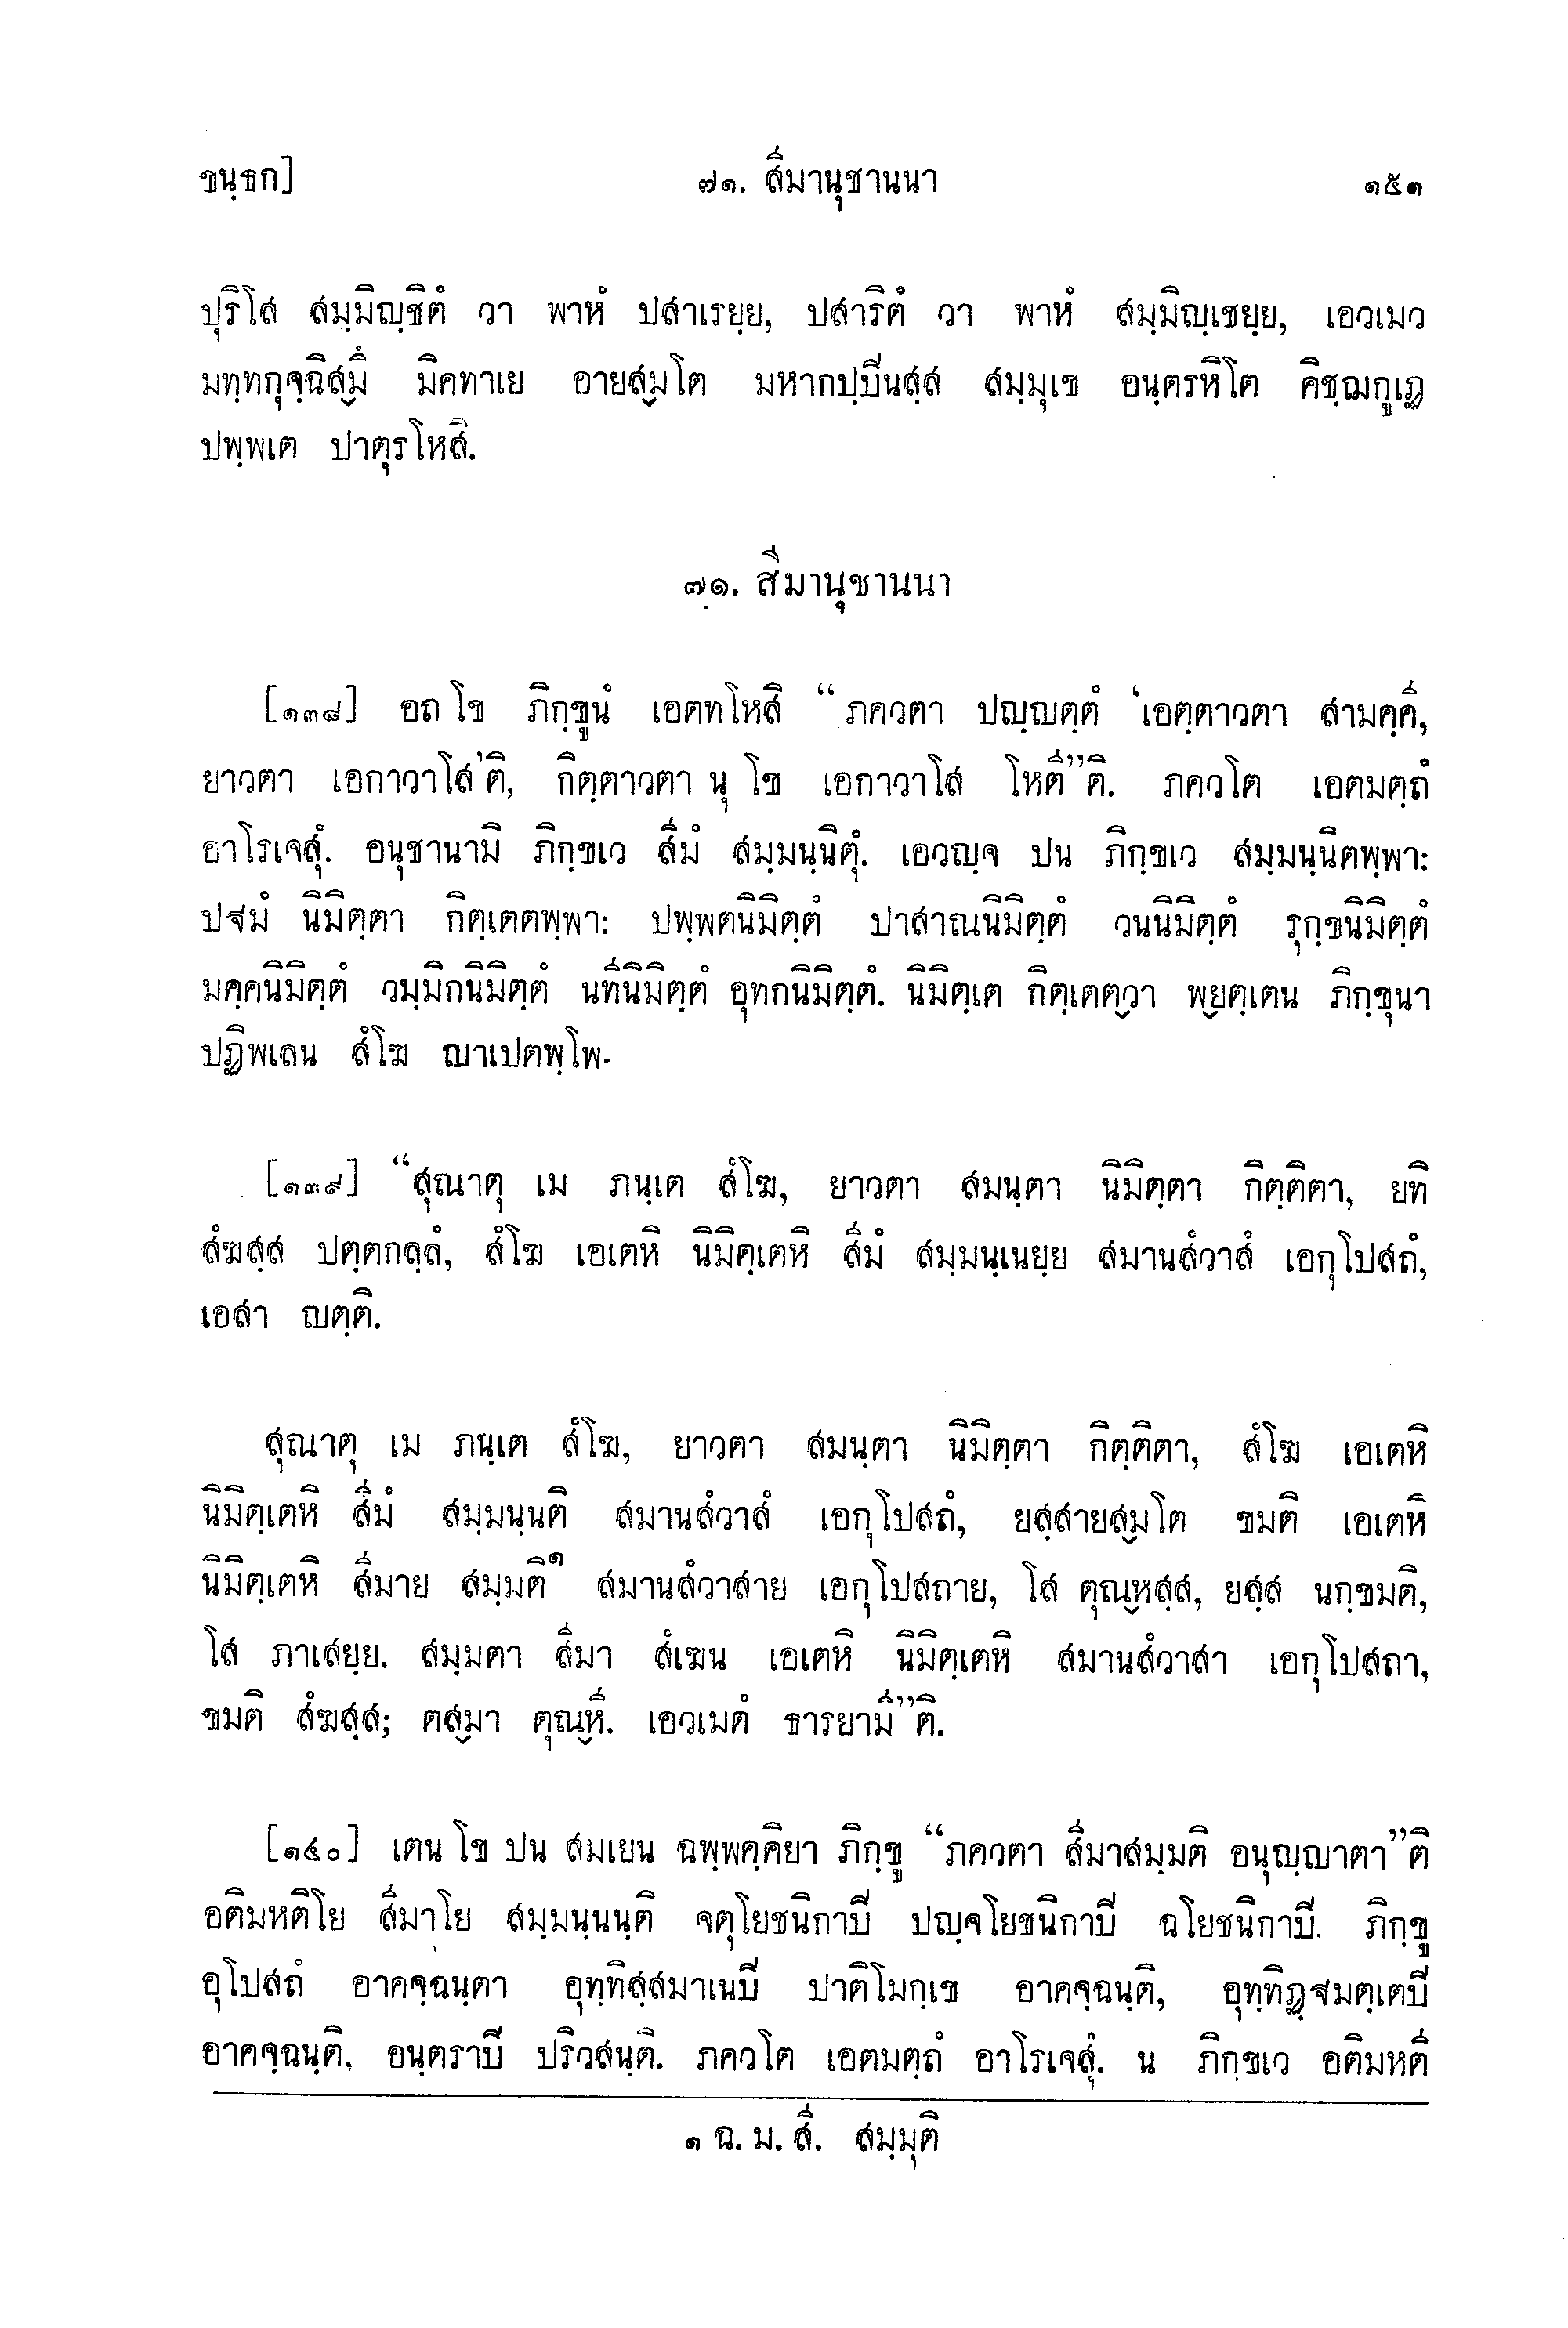 ขนฺธก]
๗๑. สีมานุชานนา
๑๕๑
ปุริโส สมฺมิญฺชิตํ วา พาหํ ปสาเรยฺย, ปสาริตํ วา พาหํ สมฺมิญฺเชยฺย, เอวเมว
มทฺทกุจฺฉิสฺมิํ มิคทาเย อายสฺมโต มหากปฺปีนสฺส สมฺมุเข อนฺตรหิโต คิชฺฌกูเฏ
ปพฺพเต ปาตุรโหสิ.
๗๑. สีมานุชานนา
[๑๓๘] อถ โข ภิกฺขูนํ เอตทโหสิ “ภควตา ปญฺญตฺตํ ‘เอตฺตาวตา สามคฺคี,
ยาวตา เอกาวาโส’ติ, กิตฺตาวตา นุ โข เอกาวาโส โหตี”ติ. ภควโต เอตมตฺถํ
อาโรเจสุํ. อนุชานามิ ภิกฺขเว สีมํ สมฺมนฺนิตุํ. เอวญฺจ ปน ภิกฺขเว สมฺมนฺนิตพฺพา:
ปฐมํ นิมิตฺตา กิตฺเตตพฺพา: ปพฺพตนิมิตฺตํ ปาสาณนิมิตฺตํ วนนิมิตฺตํ รุกฺขนิมิตฺตํ
มคฺคนิมิตฺตํ วมฺมิกนิมิตฺตํ นทีนิมิตฺตํ อุทกนิมิตฺตํ. นิมิตฺเต กิตฺเตตฺวา พฺยตฺเตน ภิกฺขุนา
ปฏิพเลน สํโฆ ญาเปตพฺโพ-
[๑๓๙] “สุณาตุ เม ภนฺเต สํโฆ, ยาวตา สมนฺตา นิมิตฺตา กิตฺติตา, ยทิ
สํฆสฺส ปตฺตกลฺลํ, สํโฆ เอเตหิ นิมิตฺเตหิ สีมํ สมฺมนฺเนยฺย สมานสํวาสํ เอกุโปสถํ,
เอสา ญตฺติ.
สุณาตุ เม ภนฺเต สํโฆ, ยาวตา สมนฺตา นิมิตฺตา กิตฺติตา, สํโฆ เอเตหิ
นิมิตฺเตหิ สีมํ สมฺมนฺนติ สมานสํวาสํ เอกุโปสถํ, ยสฺสายสฺมโต ขมติ เอเตหิ
นิมิตฺเตหิ สีมาย สมฺมติ๑ สมานสํวาสาย เอกุโปสถาย, โส ตุณฺหสฺส, ยสฺส นกฺขมติ,
โส ภาเสยฺย. สมฺมตา สีมา สํเฆน เอเตหิ นิมิตฺเตหิ สมานสํวาสา เอกุโปสถา,
ขมติ สํฆสฺส; ตสฺมา ตุณฺหี. เอวเมตํ ธารยามี”ติ.
[๑๔๐] เตน โข ปน สมเยน ฉพฺพคฺคิยา ภิกฺขู “ภควตา สีมาสมฺมติ อนุญฺญาตา”ติ
อติมหติโย สีมาโย สมฺมนฺนนฺติ จตุโยชนิกาปี ปญฺจโยชนิกาปี ฉโยชนิกาปี. ภิกฺขู
อุโปสถํ อาคจฺฉนฺตา อุทฺทิสฺสมาเนปี ปาติโมกฺเข อาคจฺฉนฺติ, อุทฺทิฏฺฐมตฺเตปี
อาคจฺฉนฺติ, อนฺตราปี ปริวสนฺติ. ภควโต เอตมตฺถํ อาโรเจสุํ. น ภิกฺขเว อติมหตี
๑ ฉ. ม. สี. สมฺมุติ